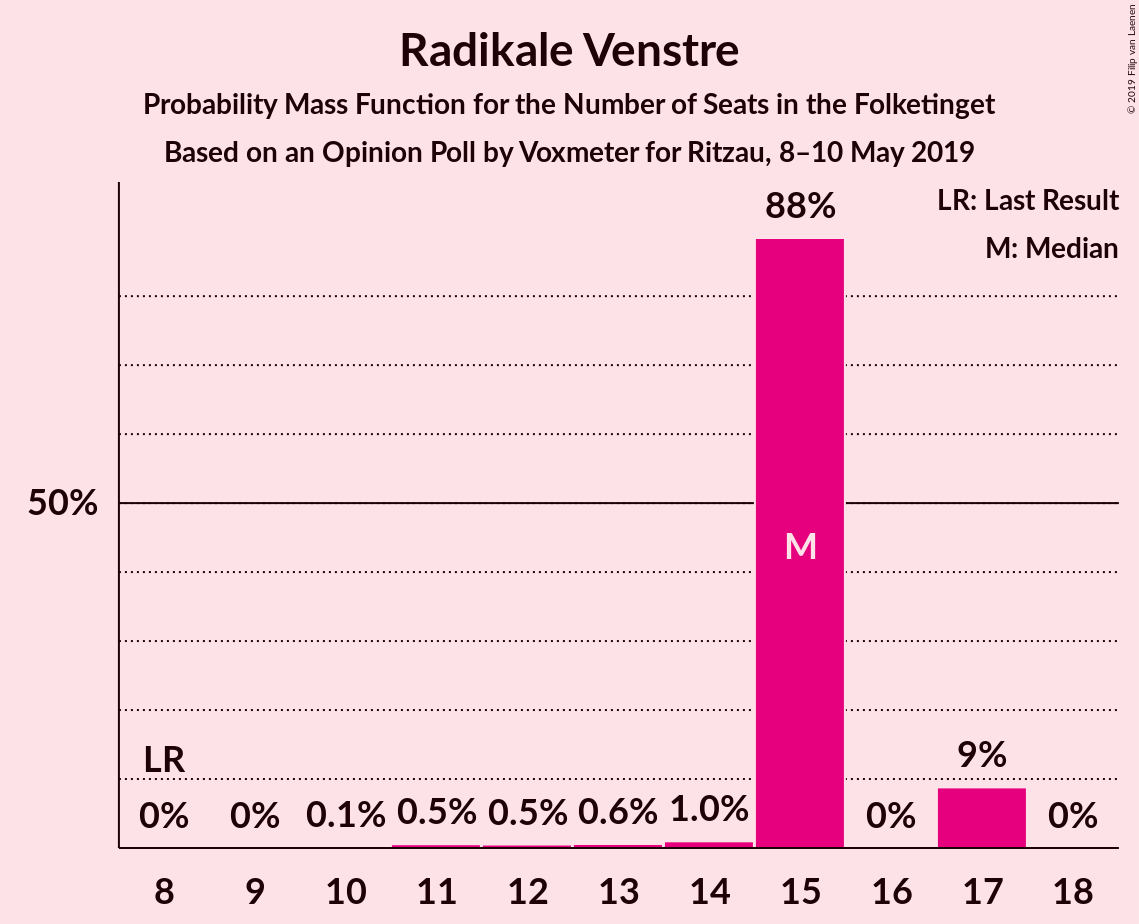 Radikale Venstre
Probability Mass Function for the Number of Seats in the Folketinget
Based on an Opinion Poll by Voxmeter for Ritzau, 8–10 May 2019
© 2019 Filip van Laenen
LR: Last Result
M: Median
88%
50%
M
LR
9%
0% 0% 0.1% 0.5% 0.5% 0.6% 1.0% 0% 0%
8 9 10 11 12 13 14 15 16 17 18